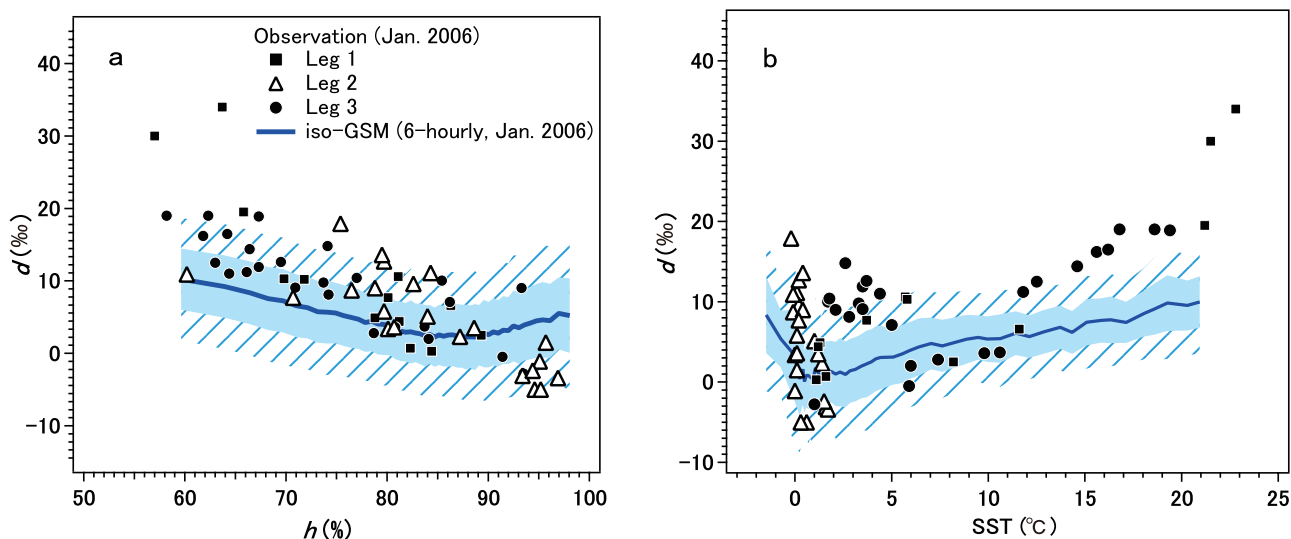 a
Observation (Jan. 2006)
Leg 1
Leg 2
Leg 3
iso-GSM (6-hourly, Jan. 2006)
40
30
20
10
0
−10
d (‰)
50 60 70 80 90 100
h (%)
b
40
30
20
10
0
−10
d (‰)
0 5 10 15 20 25
SST (℃)